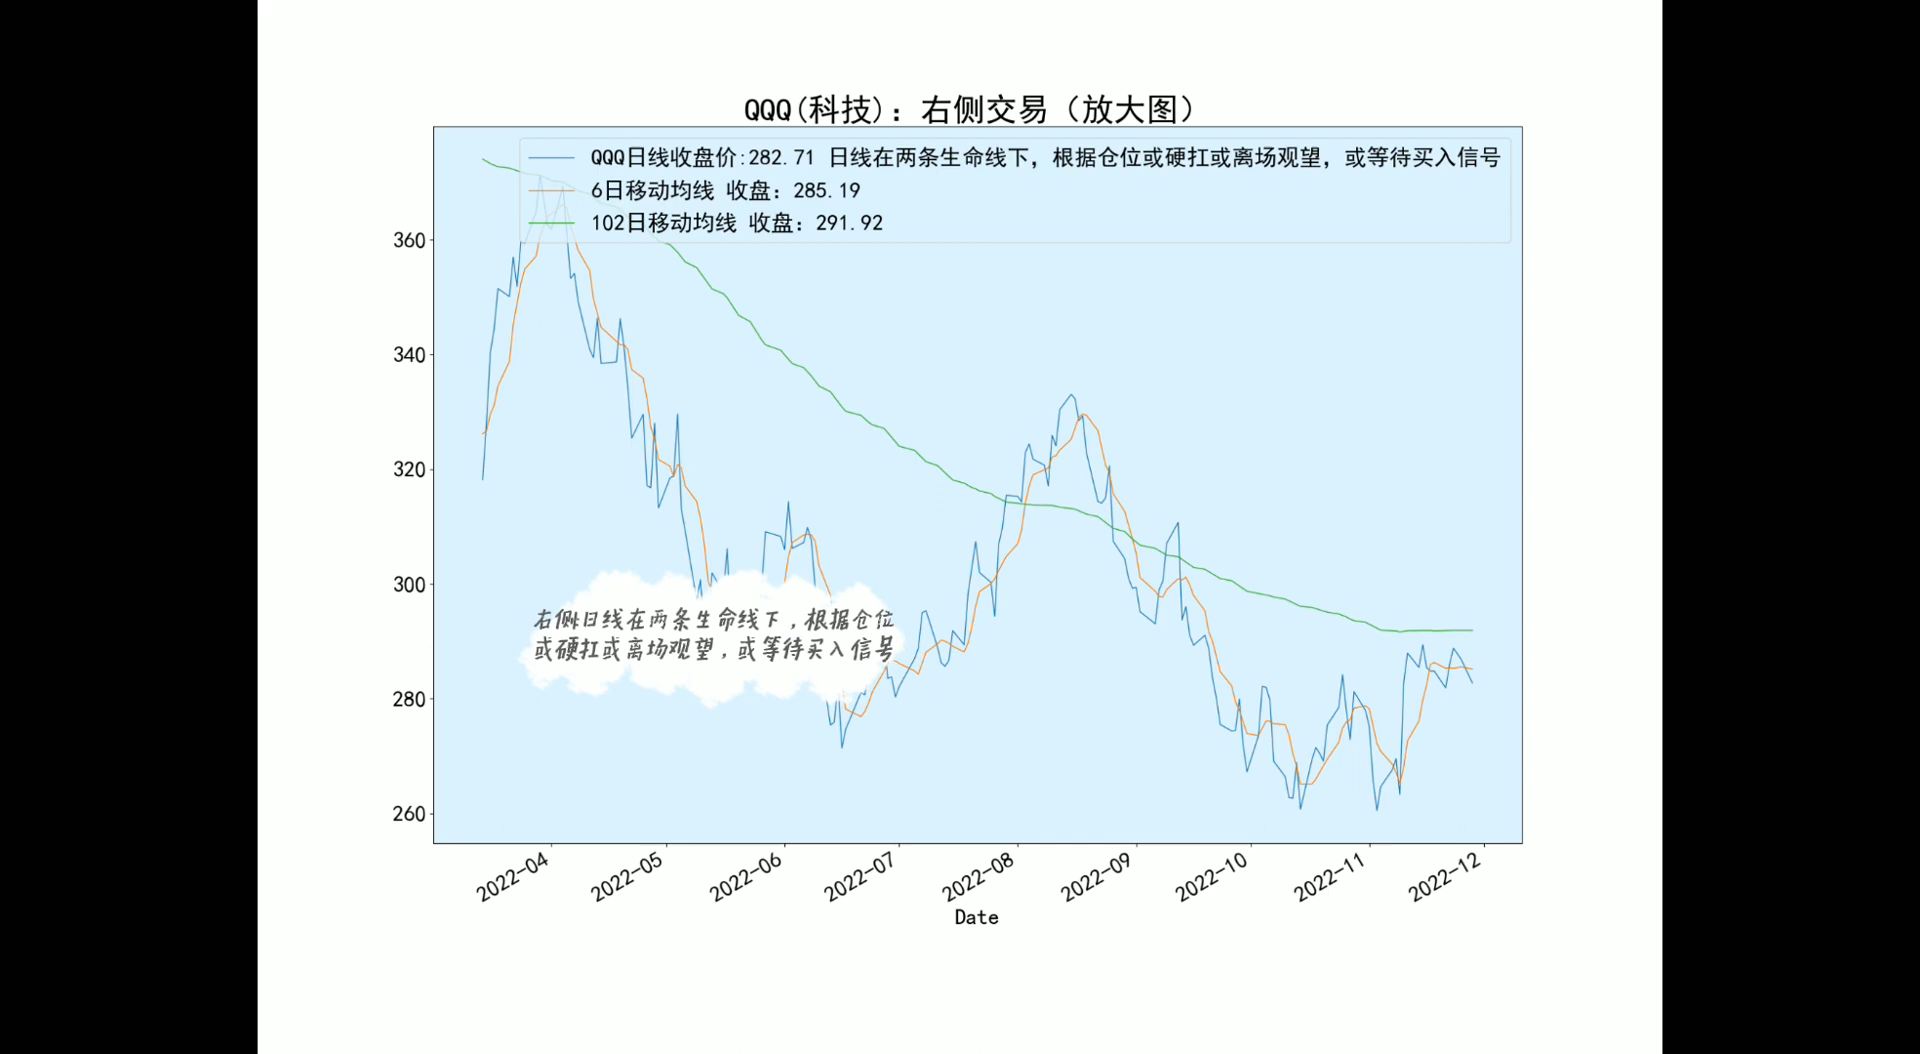 QQQ(科技)：右侧交易（放大图）
QQQ日线收盘价:282.71 日线在两条生命线下，根据仓位或硬扛或离场观望，或等待买入信号
6日移动均线 收盘：285.19
102日移动均线 收盘：291.92
360
340
320
300
280
260
右侧日线在两条生命线下，根据仓位
或硬扛或离场观望，或等待买入信号
2022-04
2022-05
2022-06
2022-07
2022-08
2022-09
2022-10
2022-11
2022-12
Date